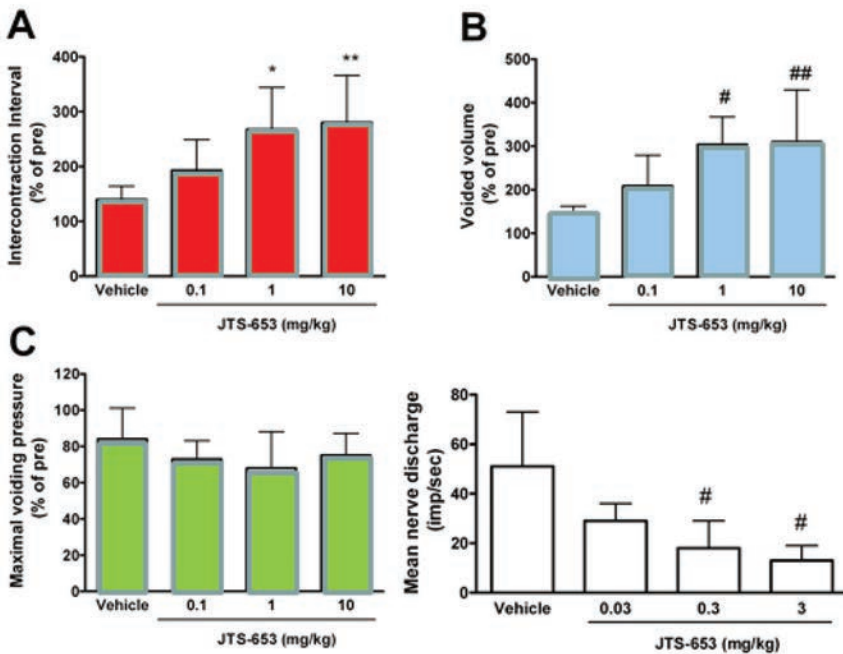 A
Intercontraction Interval
(% of pre)
400
300
200
100
0
*
**
Vehicle 0.1 1 10
JTS-653 (mg/kg)
B
Voided volume
(% of pre)
500
400
300
200
100
0
#
##
Vehicle 0.1 1 10
JTS-653 (mg/kg)
C
Maximal voiding pressure
(% of pre)
120
100
80
60
40
20
0
Vehicle 0.1 1 10
JTS-653 (mg/kg)
Mean nerve discharge
(imp/sec)
80
60
40
20
0
#
#
Vehicle 0.03 0.3 3
JTS-653 (mg/kg)